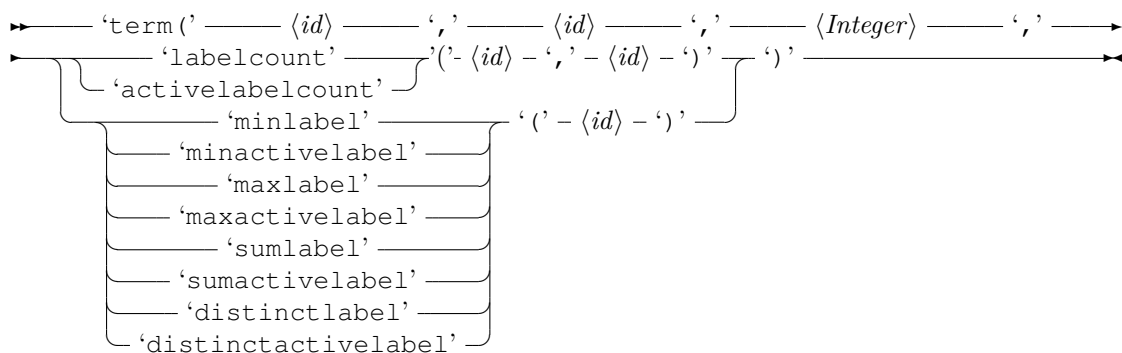 ‘term(’ ⟨id⟩ ‘,’ ⟨id⟩ ‘,’ ⟨Integer⟩ ‘,’
‘labelcount’ ’(’ ⟨id⟩ ‘,’ ⟨id⟩ ‘)’ ‘)’
‘activelabelcount’
‘minlabel’ ‘(’ ⟨id⟩ ‘)’
‘minactivelabel’
‘maxlabel’
‘maxactivelabel’
‘sumlabel’
‘sumactivelabel’
‘distinctlabel’
‘distinctactivelabel’